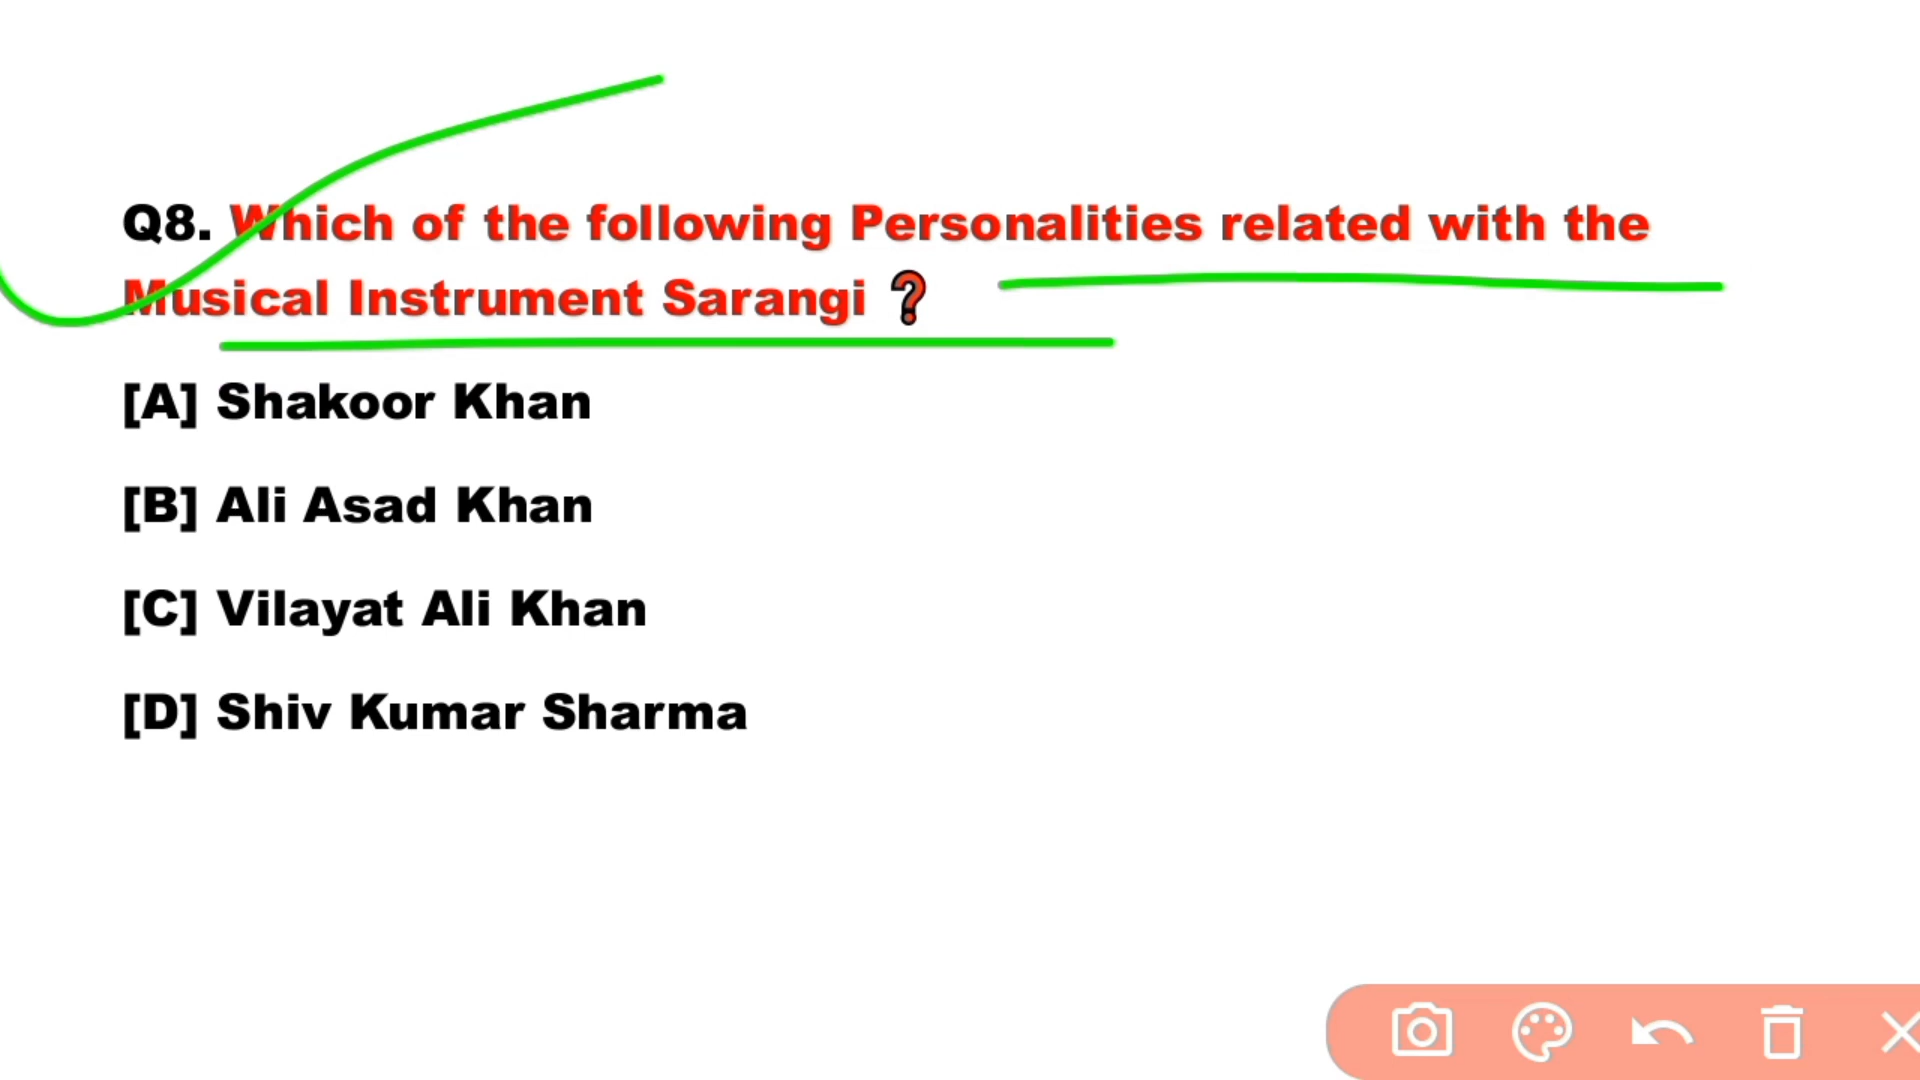 Q8. Which of the following Personalities related with the
Musical Instrument Sarangi ❓
[A] Shakoor Khan
[B] Ali Asad Khan
[C] Vilayat Ali Khan
[D] Shiv Kumar Sharma